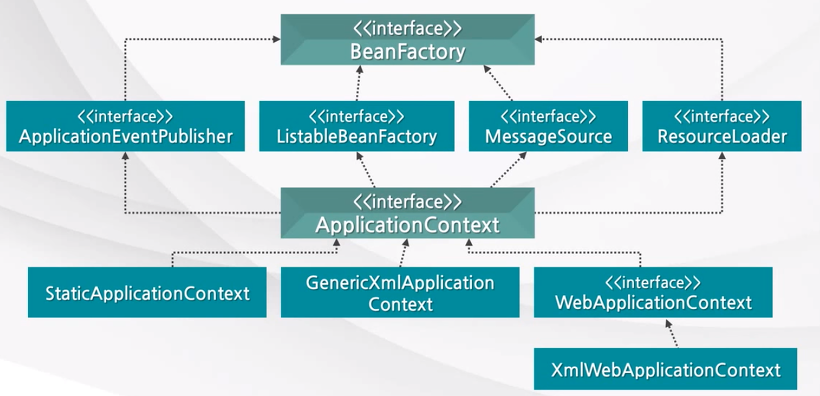 <<interface>>
BeanFactory
<<interface>>
ApplicationEventPublisher
<<interface>>
ListableBeanFactory
<<interface>>
MessageSource
<<interface>>
ResourceLoader
<<interface>>
ApplicationContext
StaticApplicationContext
GenericXmlApplication
Context
<<interface>>
WebApplicationContext
XmlWebApplicationContext